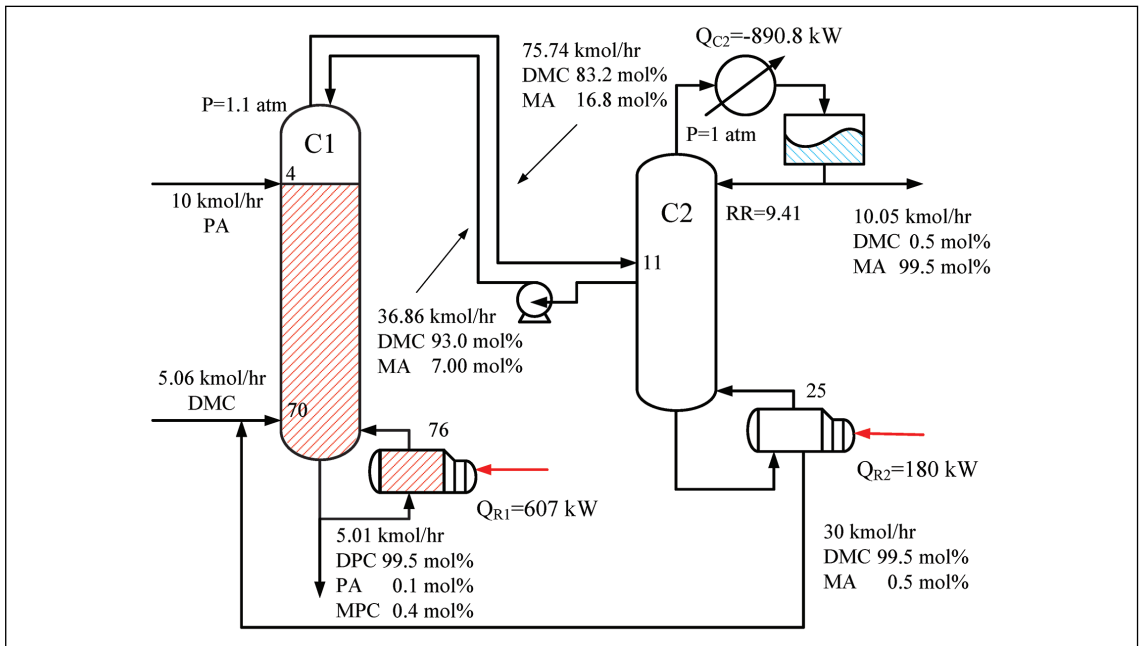 Q_C2=-890.8 kW
75.74 kmol/hr
DMC 83.2 mol%
MA 16.8 mol%
P=1.1 atm
P=1 atm
C1
4
10 kmol/hr
PA
C2
RR=9.41
10.05 kmol/hr
DMC 0.5 mol%
MA 99.5 mol%
11
36.86 kmol/hr
DMC 93.0 mol%
MA 7.00 mol%
5.06 kmol/hr
DMC
70
76
25
Q_R1=607 kW
Q_R2=180 kW
5.01 kmol/hr
DPC 99.5 mol%
PA 0.1 mol%
MPC 0.4 mol%
30 kmol/hr
DMC 99.5 mol%
MA 0.5 mol%